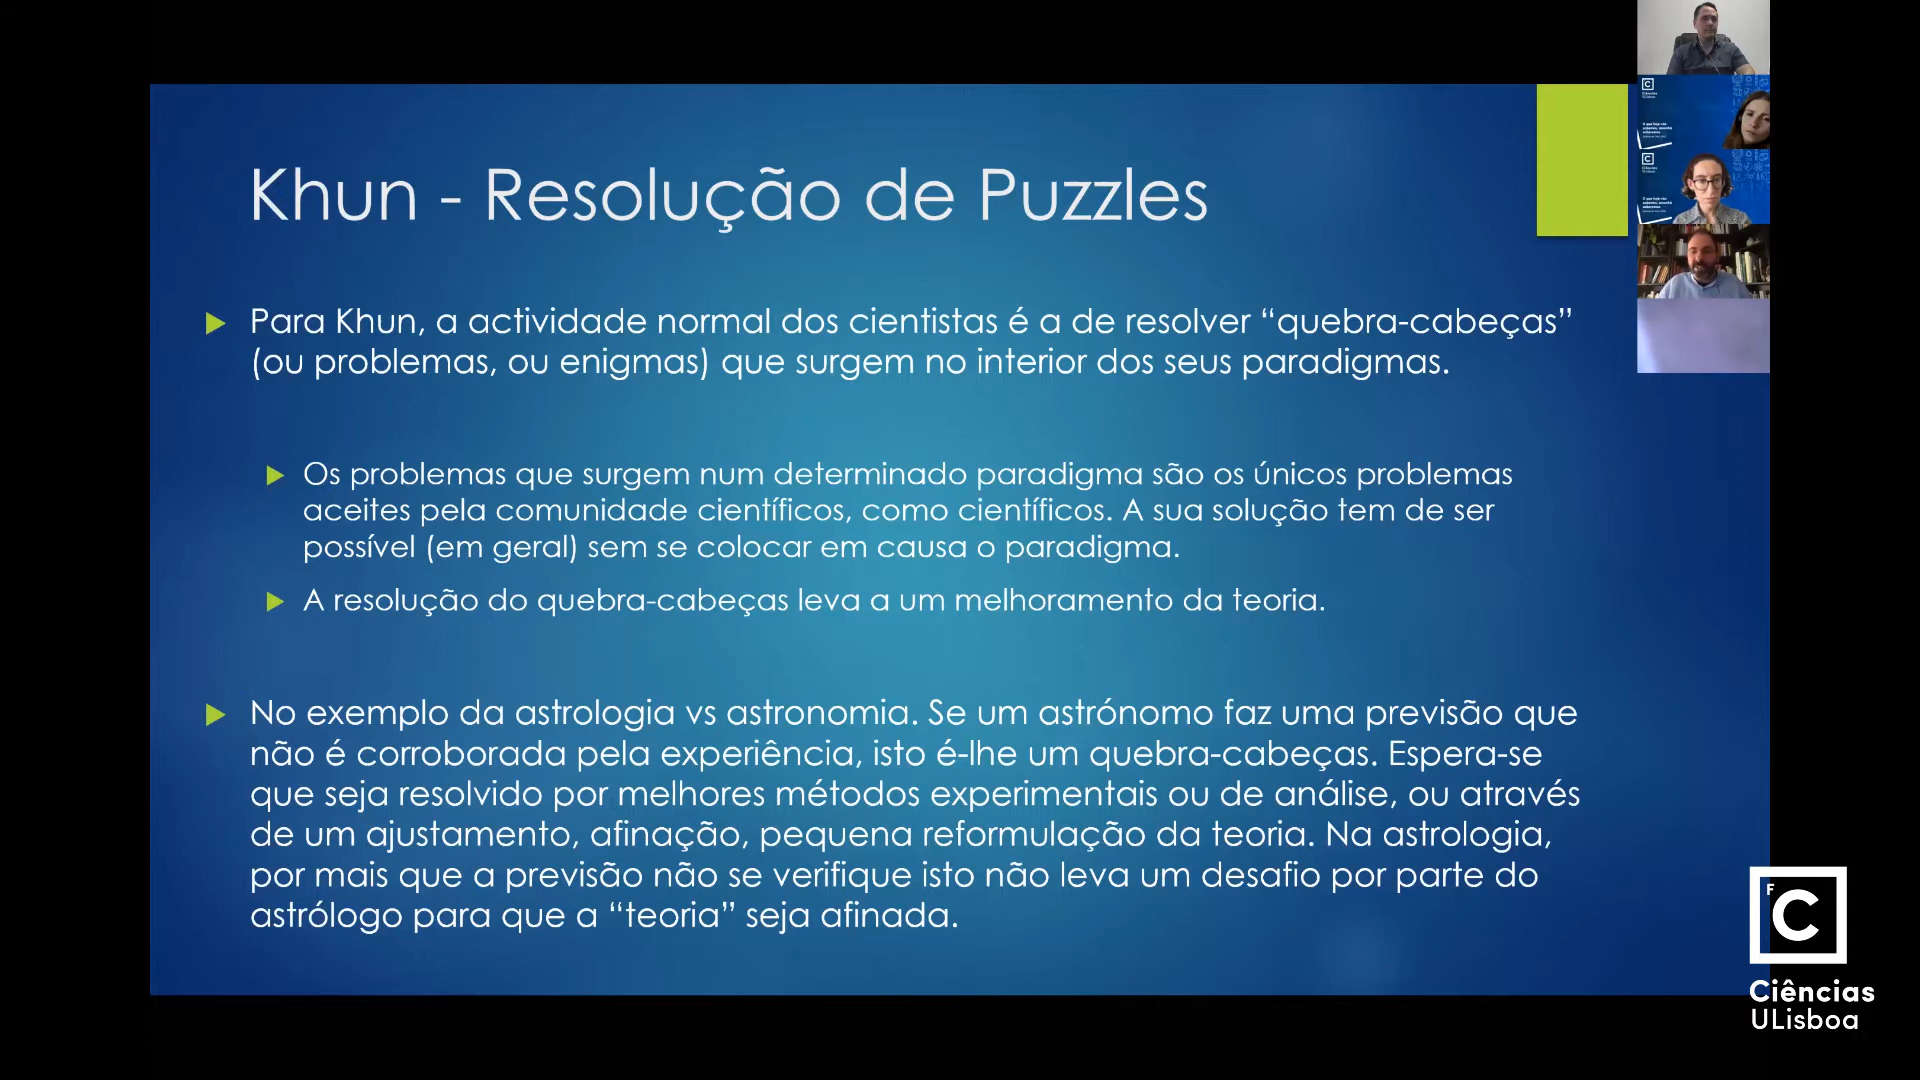 Khun - Resolução de Puzzles
Para Khun, a actividade normal dos cientistas é a de resolver “quebra-cabeças”
(ou problemas, ou enigmas) que surgem no interior dos seus paradigmas.
Os problemas que surgem num determinado paradigma são os únicos problemas
aceites pela comunidade científicos, como científicos. A sua solução tem de ser
possível (em geral) sem se colocar em causa o paradigma.
A resolução do quebra-cabeças leva a um melhoramento da teoria.
No exemplo da astrologia vs astronomia. Se um astrónomo faz uma previsão que
não é corroborada pela experiência, isto é-lhe um quebra-cabeças. Espera-se
que seja resolvido por melhores métodos experimentais ou de análise, ou através
de um ajustamento, afinação, pequena reformulação da teoria. Na astrologia,
por mais que a previsão não se verifique isto não leva um desafio por parte do
astrólogo para que a “teoria” seja afinada.
F
C
Ciências
ULisboa